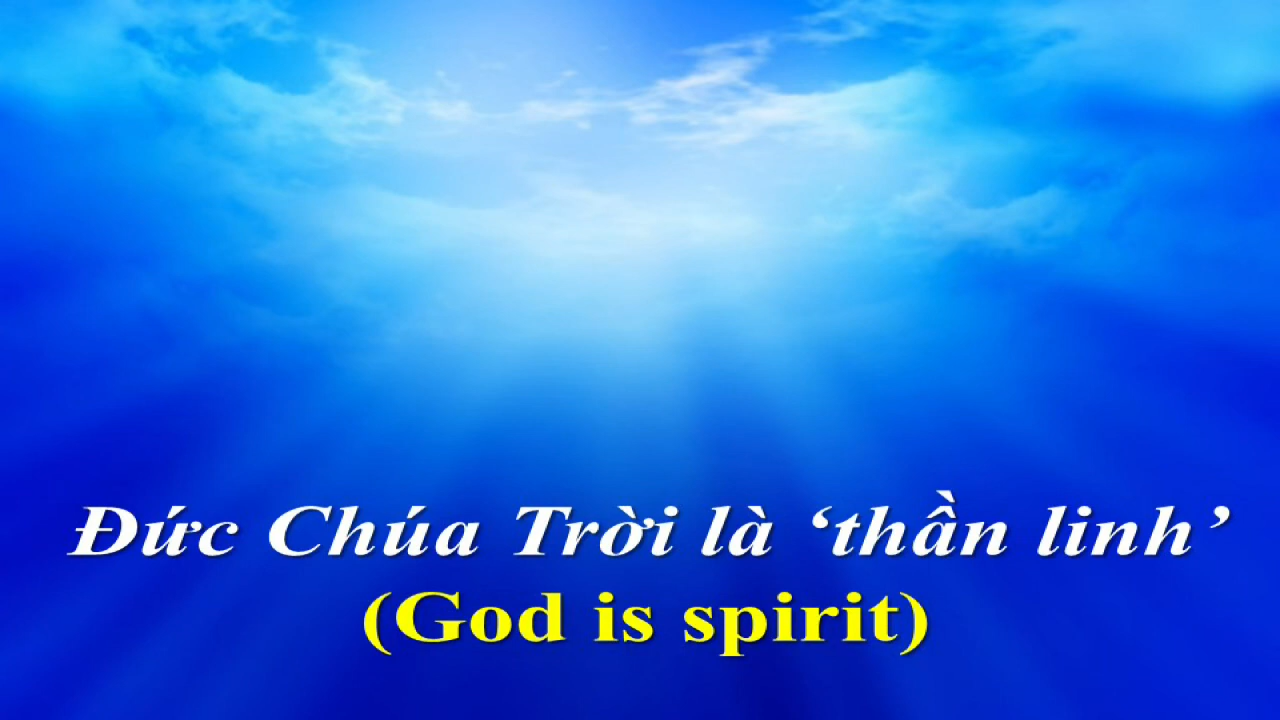 Đức Chúa Trời là ‘thần linh’
(God is spirit)